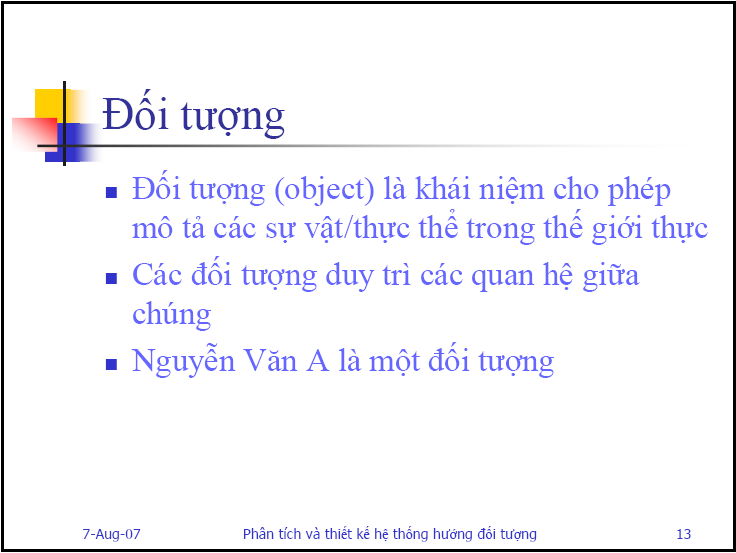 Đối tượng
Đối tượng (object) là khái niệm cho phép
mô tả các sự vật/thực thể trong thế giới thực
Các đối tượng duy trì các quan hệ giữa
chúng
Nguyễn Văn A là một đối tượng
7-Aug-07 Phân tích và thiết kế hệ thống hướng đối tượng 13